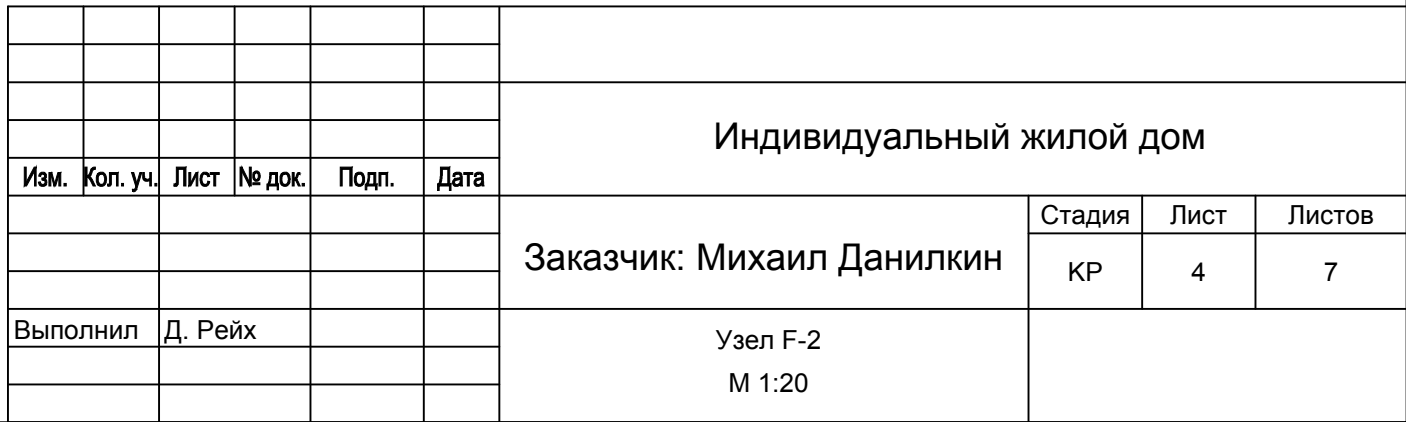 Индивидуальный жилой дом
Изм. Кол. уч. Лист № док. Подп. Дата
Стадия Лист Листов
Заказчик: Михаил Данилкин
КР 4 7
Выполнил Д. Рейх
Узел F-2
М 1:20